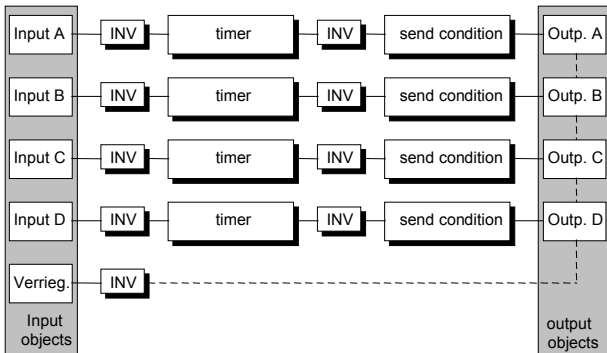 Input A INV timer INV send condition Outp. A
Input B INV timer INV send condition Outp. B
Input C INV timer INV send condition Outp. C
Input D INV timer INV send condition Outp. D
Verrieg. INV
Input
objects
output
objects